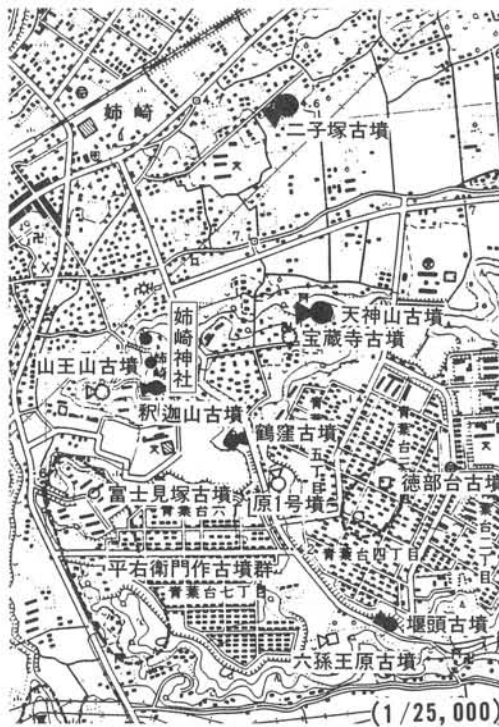 姉崎
二子塚古墳
天神山古墳
宝蔵寺古墳
姉崎神社
山王山古墳
釈迦山古墳
鶴窪古墳
徳部台古墳
原1号墳
富士見塚古墳
青葉台六
五丁目
青葉台四丁目
平右衛門作古墳群
青葉台七丁目
堰頭古墳
六孫王原古墳
(1/25,000)